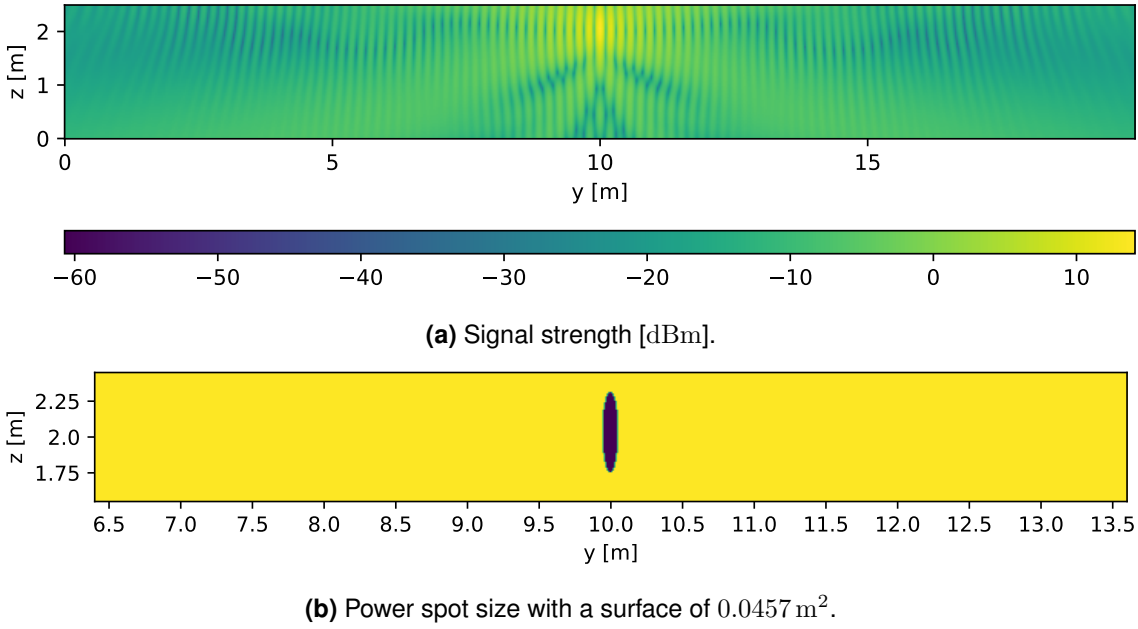 2
1
0
z [m]
0 5 10 15
y [m]
−60 −50 −40 −30 −20 −10 0 10
(a) Signal strength [dBm].
2.25
2.0
1.75
z [m]
6.5 7.0 7.5 8.0 8.5 9.0 9.5 10.0 10.5 11.0 11.5 12.0 12.5 13.0 13.5
y [m]
(b) Power spot size with a surface of 0.0457 m².